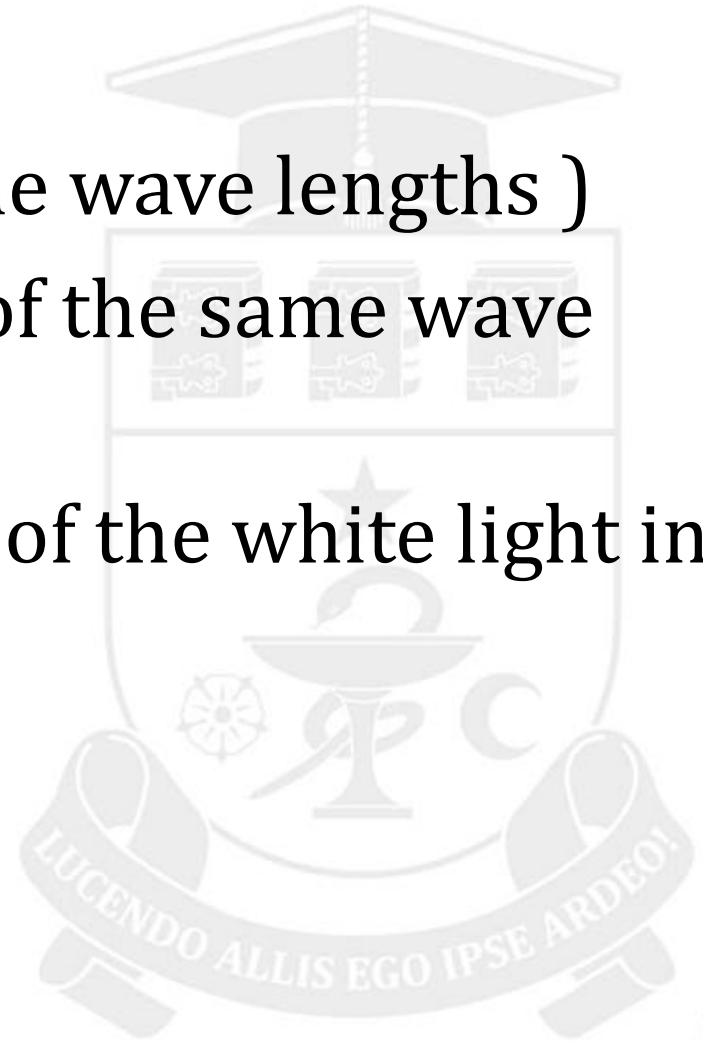 e wave lengths )
of the same wave
of the white light in
LUCENDO ALLIS EGO IPSE ARDEO!